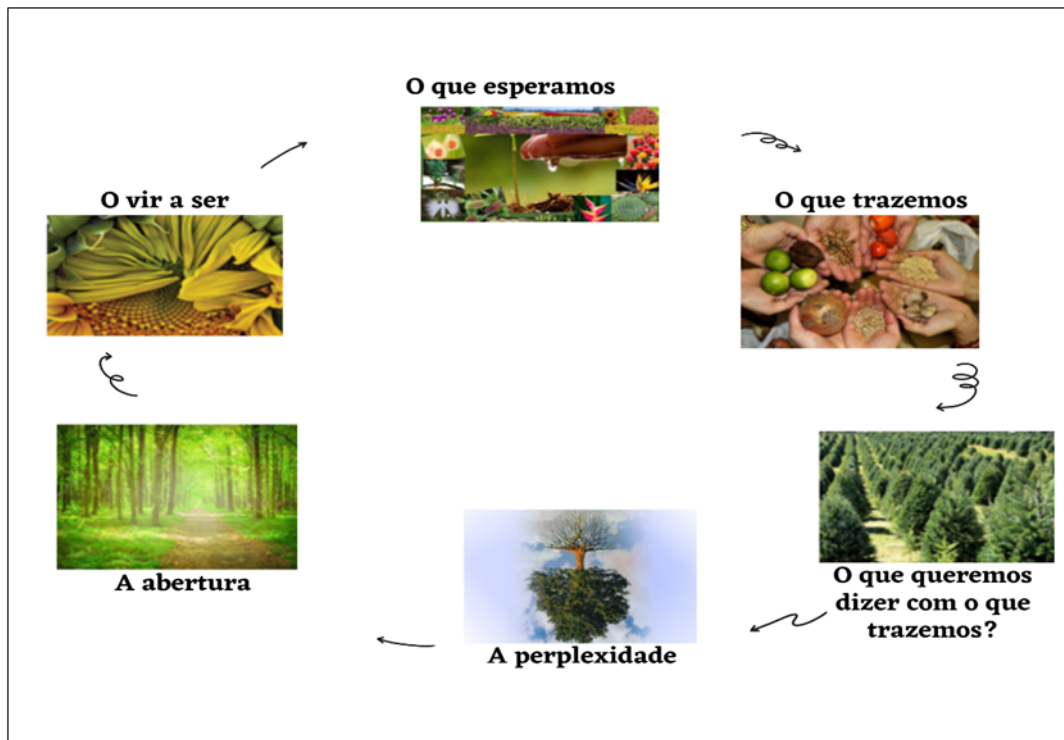 O que esperamos
O que trazemos
O que queremos
dizer com o que
trazemos?
A perplexidade
A abertura
O vir a ser